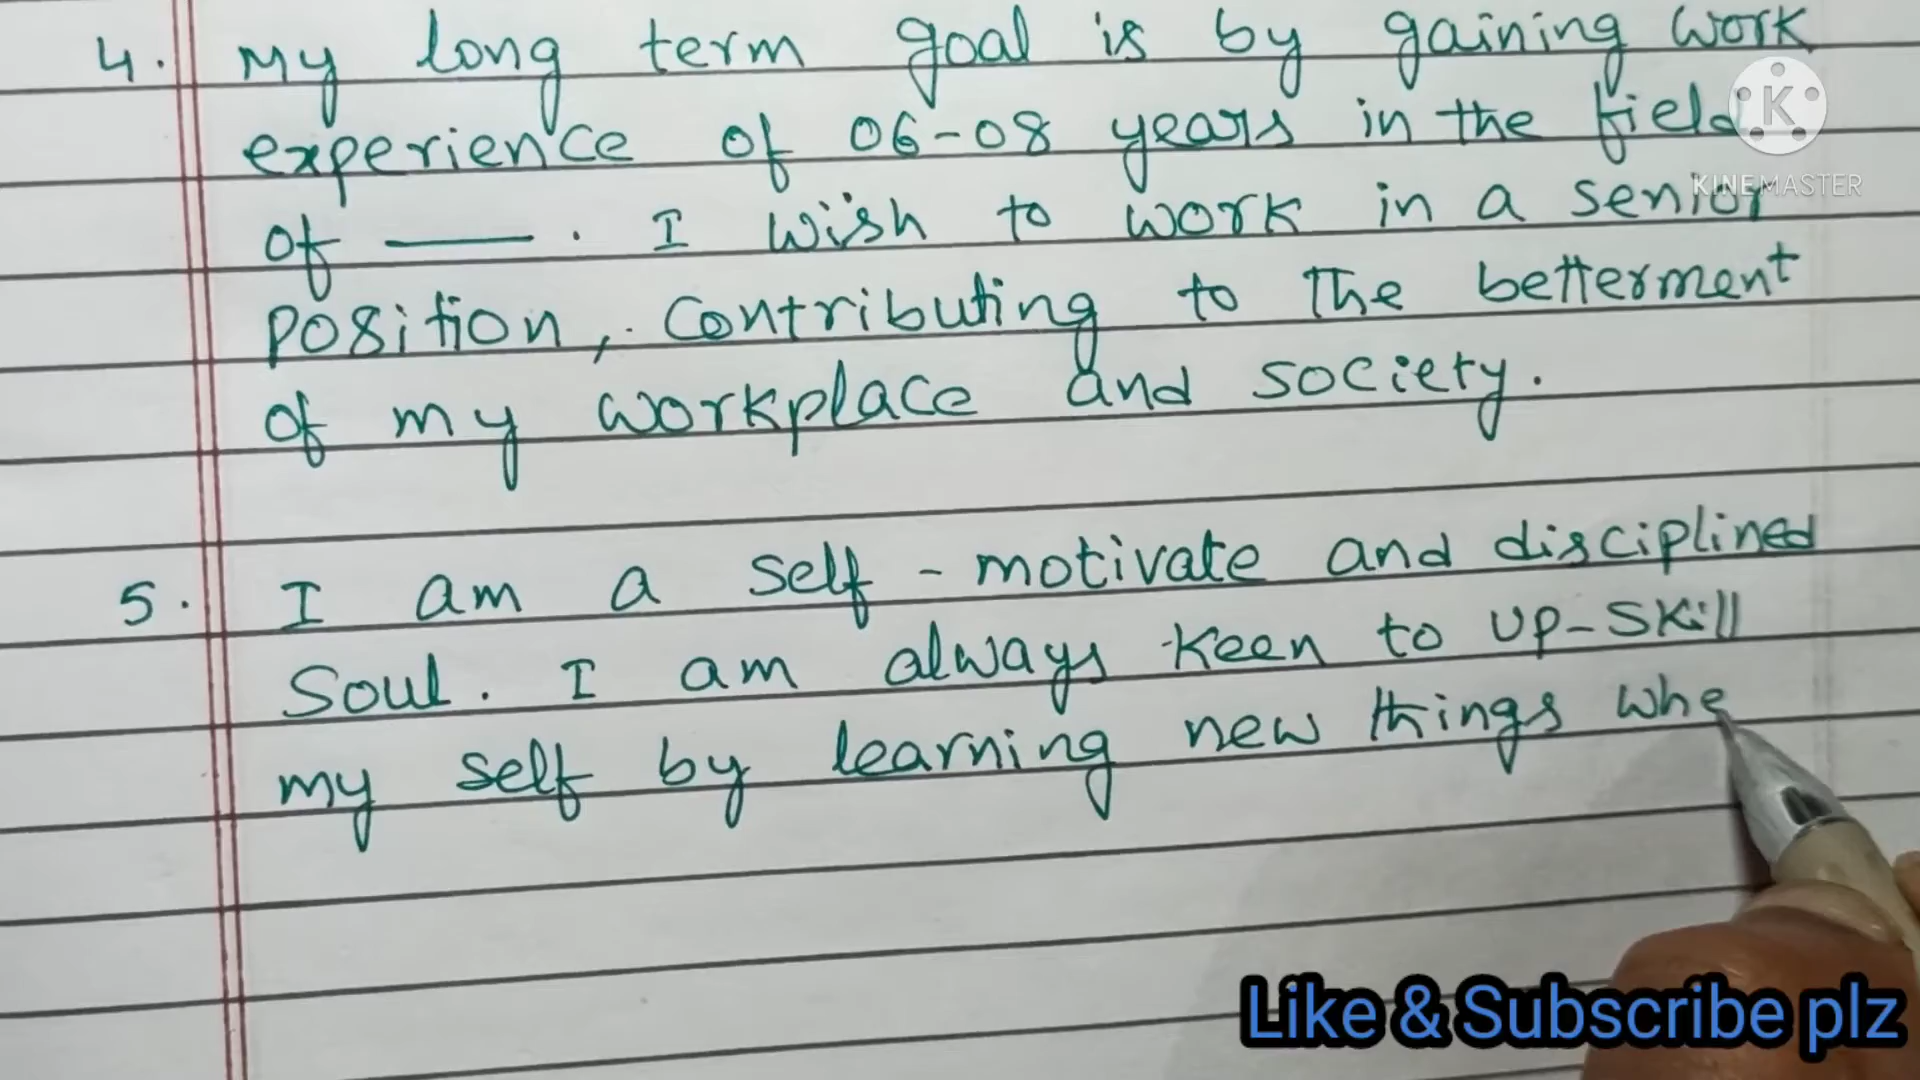 4. My long term goal is by gaining work
experience of 06-08 years in the field
of ——. I wish to work in a senior
position, contributing to the betterment
of my workplace and society.
5. I am a self-motivate and disciplined
soul. I am always keen to up-skill
my self by learning new things whe
K
KINEMASTER
Like & Subscribe plz